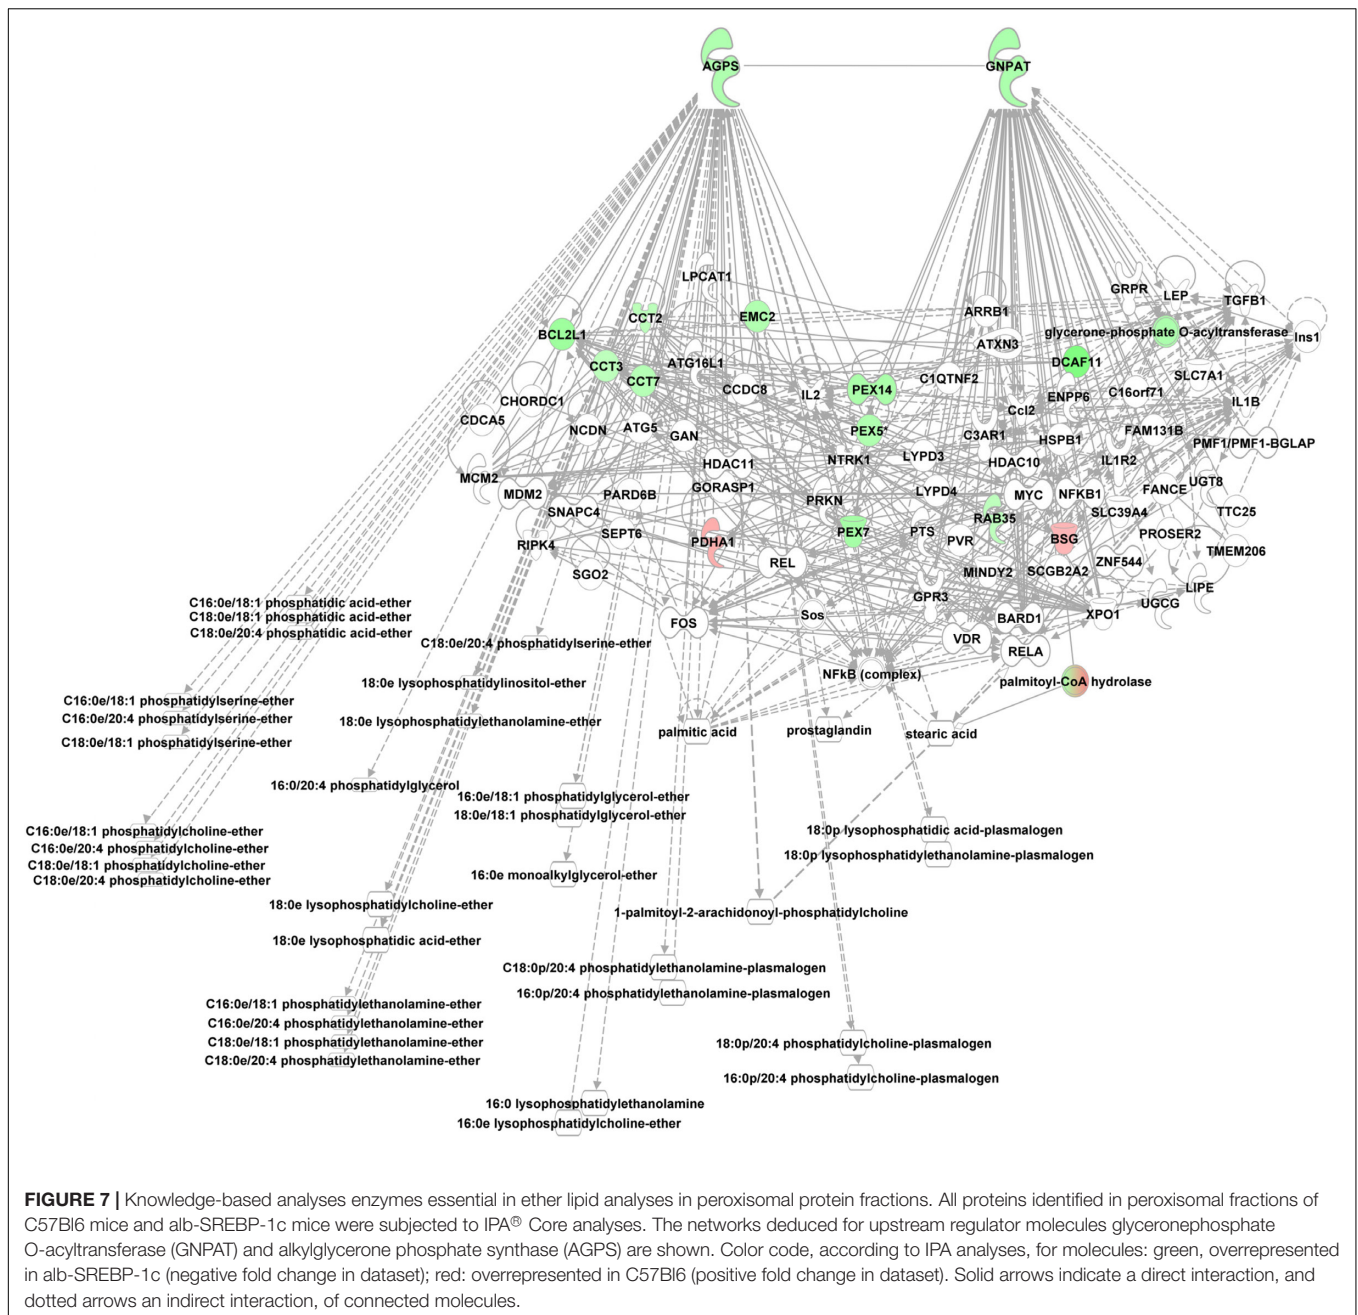 AGPS
GNPAT
LPCAT1
GRPR
LEP
TGFB1
CCT2
EMC2
ARRB1
BCL2L1
glycerone-phosphate O-acyltransferase
Ins1
ATXN3
CCT3
ATG16L1
DCAF11
CCT7
CCDC8
C1QTNF2
SLC7A1
IL2
PEX14
ENPP6
C16orf71
CHORDC1
IL1B
CDCA5
Ccl2
NCDN
ATG5
GAN
PEX5*
C3AR1
HSPB1
FAM131B
PMF1/PMF1-BGLAP
HDAC11
NTRK1
LYPD3
HDAC10
IL1R2
MCM2
GORASP1
UGT8
MDM2
PARD6B
PRKN
LYPD4
MYC
NFKB1
FANCE
SNAPC4
SLC39A4
TTC25
RAB35
SEPT6
PDHA1
PEX7
PTS
PVR
BSG
PROSER2
RIPK4
TMEM206
REL
ZNF544
SGO2
MINDY2
SCGB2A2
LIPE
GPR3
UGCG
C16:0e/18:1 phosphatidic acid-ether
C18:0e/18:1 phosphatidic acid-ether
C18:0e/20:4 phosphatidic acid-ether
FOS
Sos
BARD1
XPO1
C18:0e/20:4 phosphatidylserine-ether
VDR
RELA
18:0e lysophosphatidylinositol-ether
NFkB (complex)
palmitoyl-CoA hydrolase
C16:0e/18:1 phosphatidylserine-ether
C16:0e/20:4 phosphatidylserine-ether
C18:0e/18:1 phosphatidylserine-ether
18:0e lysophosphatidylethanolamine-ether
palmitic acid
prostaglandin
stearic acid
16:0/20:4 phosphatidylglycerol
16:0e/18:1 phosphatidylglycerol-ether
18:0e/18:1 phosphatidylglycerol-ether
C16:0e/18:1 phosphatidylcholine-ether
C16:0e/20:4 phosphatidylcholine-ether
C18:0e/18:1 phosphatidylcholine-ether
C18:0e/20:4 phosphatidylcholine-ether
18:0p lysophosphatidic acid-plasmalogen
18:0p lysophosphatidylethanolamine-plasmalogen
16:0e monoalkylglycerol-ether
18:0e lysophosphatidylcholine-ether
1-palmitoyl-2-arachidonoyl-phosphatidylcholine
18:0e lysophosphatidic acid-ether
C18:0p/20:4 phosphatidylethanolamine-plasmalogen
16:0p/20:4 phosphatidylethanolamine-plasmalogen
C16:0e/18:1 phosphatidylethanolamine-ether
C16:0e/20:4 phosphatidylethanolamine-ether
C18:0e/18:1 phosphatidylethanolamine-ether
C18:0e/20:4 phosphatidylethanolamine-ether
18:0p/20:4 phosphatidylcholine-plasmalogen
16:0p/20:4 phosphatidylcholine-plasmalogen
16:0 lysophosphatidylethanolamine
16:0e lysophosphatidylcholine-ether
FIGURE 7 | Knowledge-based analyses enzymes essential in ether lipid analyses in peroxisomal protein fractions. All proteins identified in peroxisomal fractions of
C57Bl6 mice and alb-SREBP-1c mice were subjected to IPA® Core analyses. The networks deduced for upstream regulator molecules glyceronephosphate
O-acyltransferase (GNPAT) and alkylglycerone phosphate synthase (AGPS) are shown. Color code, according to IPA analyses, for molecules: green, overrepresented
in alb-SREBP-1c (negative fold change in dataset); red: overrepresented in C57Bl6 (positive fold change in dataset). Solid arrows indicate a direct interaction, and
dotted arrows an indirect interaction, of connected molecules.